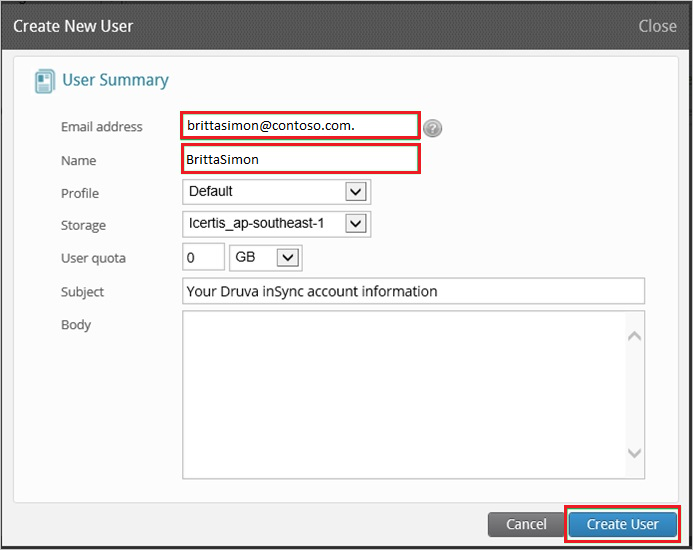 Create New User Close
User Summary
Email address brittasimon@contoso.com. ?
Name BrittaSimon
Profile Default
Storage Icertis_ap-southeast-1
User quota 0 GB
Subject Your Druva inSync account information
Body
Cancel Create User